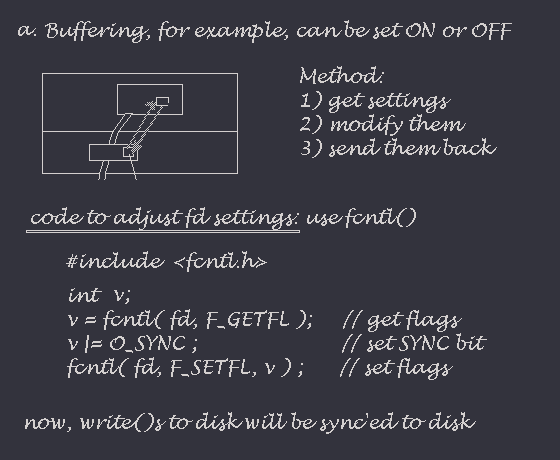 a. Buffering, for example, can be set ON or OFF
Method:
1) get settings
2) modify them
3) send them back
code to adjust fd settings: use fcntl()
#include <fcntl.h>
int v;
v = fcntl( fd, F_GETFL ); // get flags
v |= O_SYNC ; // set SYNC bit
fcntl( fd, F_SETFL, v ) ; // set flags
now, write()s to disk will be sync'ed to disk